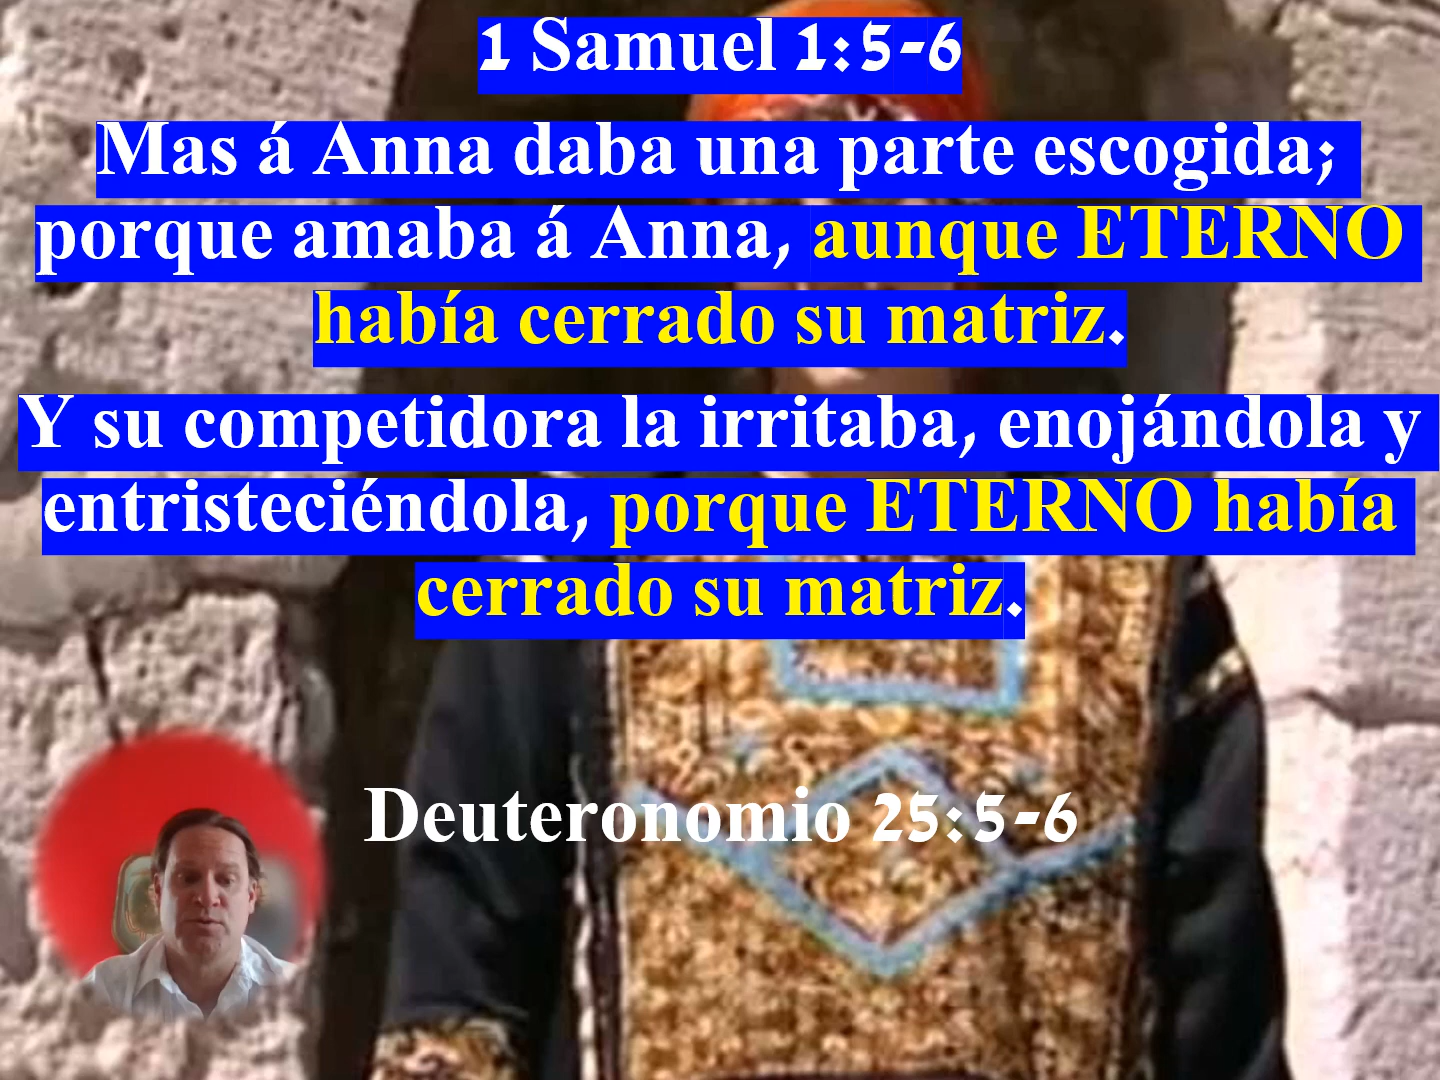 1 Samuel 1:5-6
Mas á Anna daba una parte escogida;
porque amaba á Anna, aunque ETERNO
había cerrado su matriz.
Y su competidora la irritaba, enojándola y
entristeciéndola, porque ETERNO había
cerrado su matriz.
Deuteronomio 25:5-6